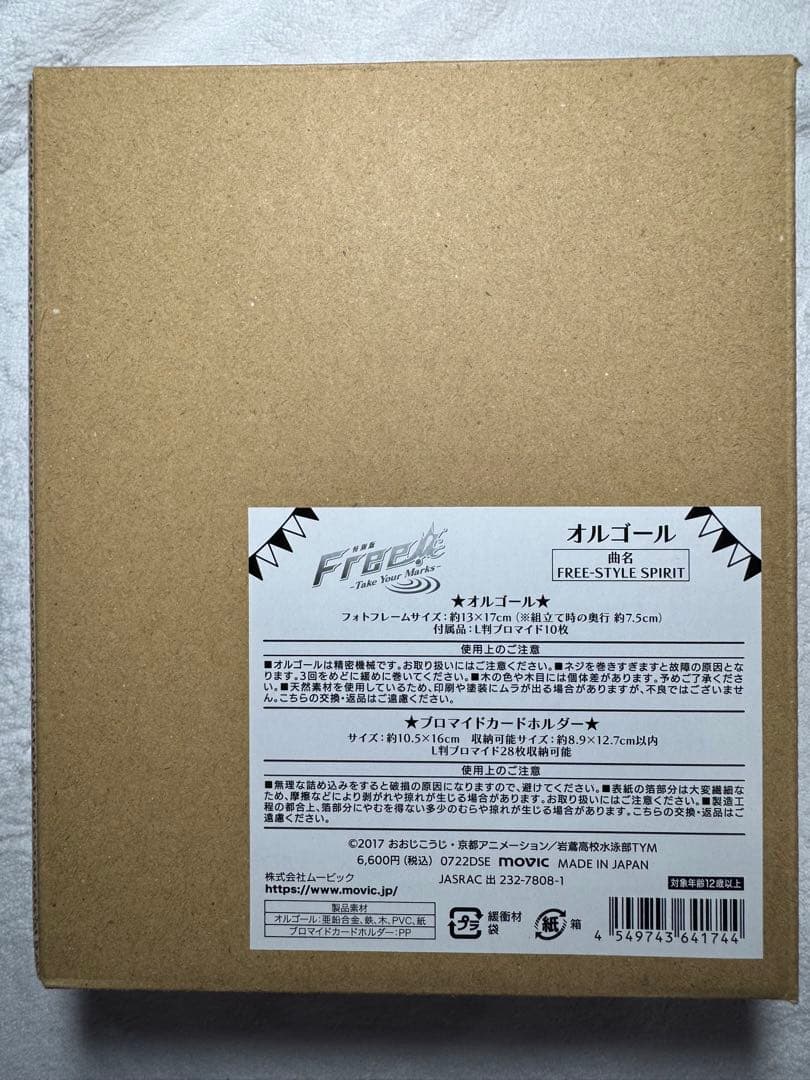 特別版
Free!
-Take Your Marks-
オルゴール
曲名
FREE-STYLE SPIRIT
★オルゴール★
フォトフレームサイズ：約13×17cm（※組立て時の奥行 約7.5cm）
付属品：L判ブロマイド10枚
使用上のご注意
■オルゴールは精密機械です。お取り扱いにはご注意ください。■ネジを巻きすぎますと故障の原因とな
ります。3回をめどに緩めに巻いてください。■木の色や木目には個体差があります。予めご了承くださ
い。■天然素材を使用しているため、印刷や塗装にムラが出る場合がありますが、不良ではございませ
ん。こちらの交換・返品はご遠慮ください。
★ブロマイドカードホルダー★
サイズ：約10.5×16cm 収納可能サイズ：約8.9×12.7cm以内
L判ブロマイド28枚収納可能
使用上のご注意
■無理な詰め込みをすると破損の原因になりますので、避けてください。■表紙の箔部分は大変繊細な
ため、摩擦などにより剥がれや掠れが生じる場合があります。お取り扱いにはご注意ください。■製造工
程の都合上、箔部分にやむを得ない多少のむらや掠れが生じる場合がございます。こちらの交換・返品はご
遠慮ください。
©2017 おおじこうじ・京都アニメーション／岩鳶高校水泳部TYM
6,600円（税込） 0722DSE movic MADE IN JAPAN
株式会社ムービック
JASRAC 出 232-7808-1
対象年齢12歳以上
https://www.movic.jp/
製品素材
オルゴール：亜鉛合金、鉄、木、PVC、紙
ブロマイドカードホルダー：PP
プラ
緩衝材
袋
紙
箱
4 549743 641744